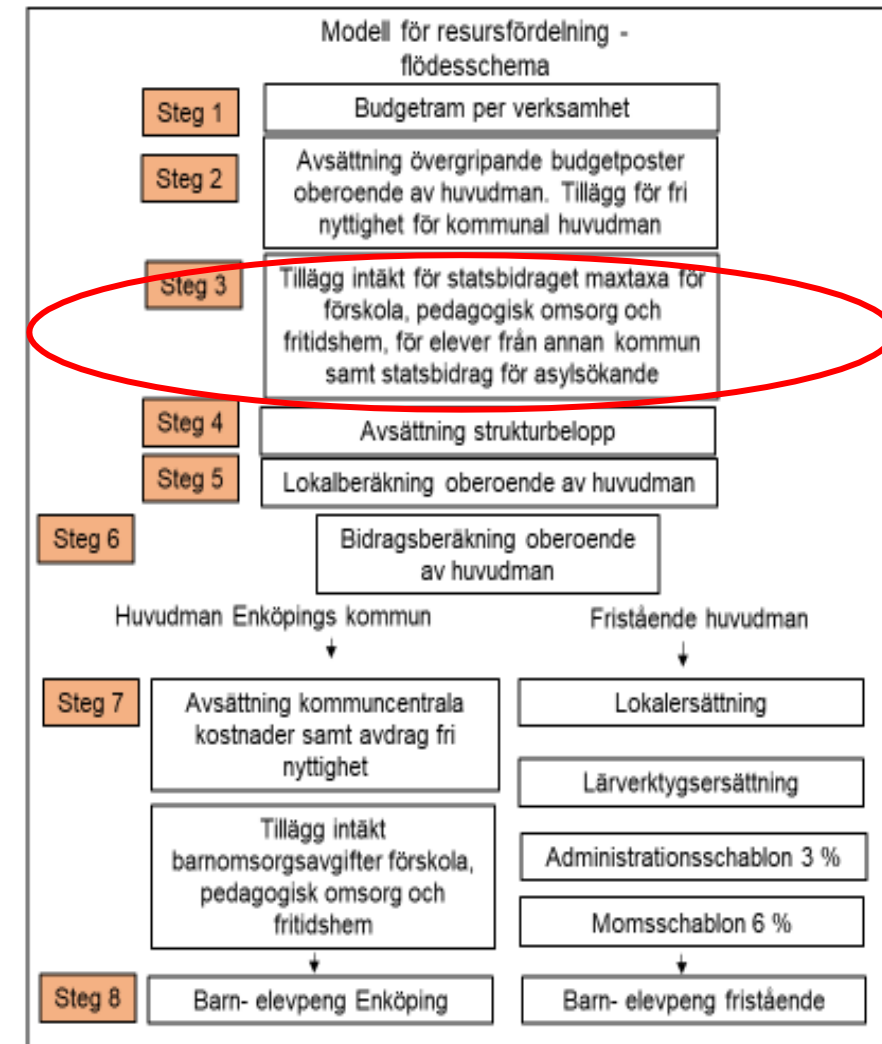 Modell för resursfördelning -
flödesschema
Steg 1
Budgetram per verksamhet
Steg 2
Avsättning övergripande budgetposter
oberoende av huvudman. Tillägg för fri
nyttighet för kommunal huvudman
Steg 3
Tillägg intäkt för statsbidraget maxtaxa för
förskola, pedagogisk omsorg och
fritidshem, för elever från annan kommun
samt statsbidrag för asylsökande
Steg 4
Avsättning strukturbelopp
Steg 5
Lokalberäkning oberoende av huvudman
Steg 6
Bidragsberäkning oberoende
av huvudman
Huvudman Enköpings kommun
Fristående huvudman
Steg 7
Avsättning kommuncentrala
kostnader samt avdrag fri
nyttighet
Tillägg intäkt
barnomsorgsavgifter förskola,
pedagogisk omsorg och
fritidshem
Lokalersättning
Lärverktygsersättning
Administrationsschablon 3 %
Momsschablon 6 %
Steg 8
Barn- elevpeng Enköping
Barn- elevpeng fristående